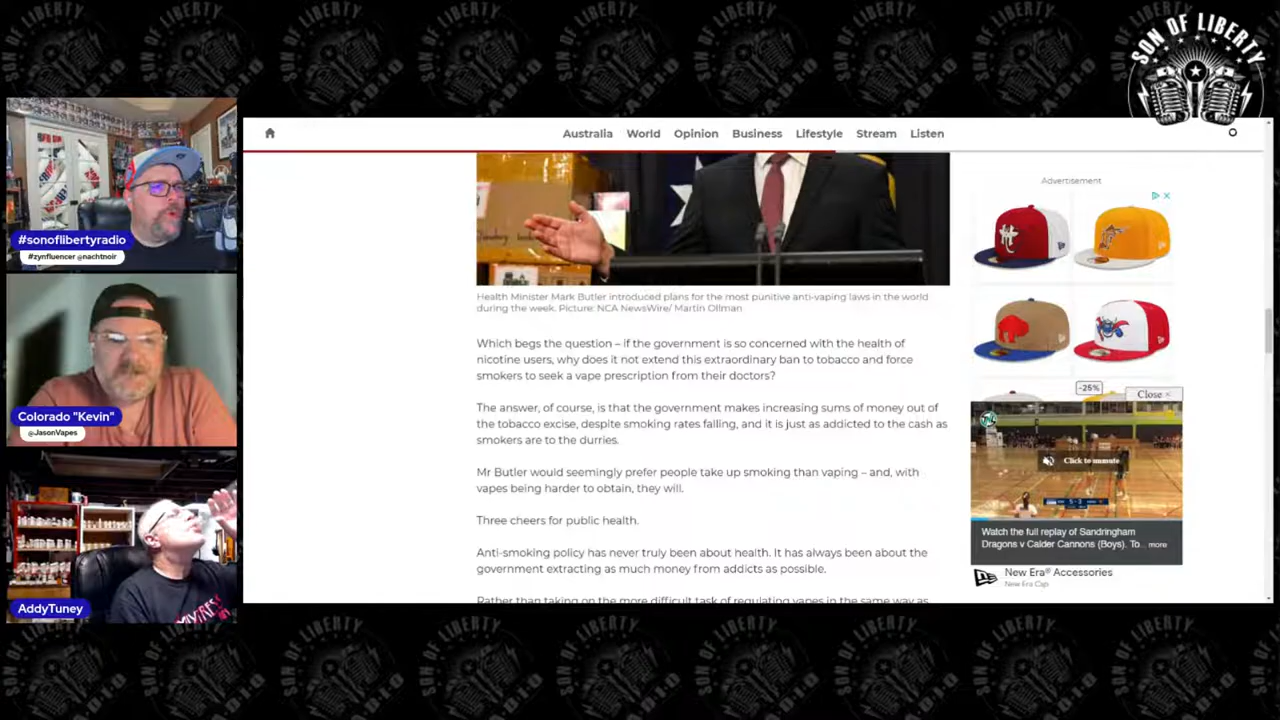 SON OF LIBERTY
Australia World Opinion Business Lifestyle Stream Listen
Advertisement
Health Minister Mark Butler introduced plans for the most punitive anti-vaping laws in the world
during the week. Picture: NCA NewsWire/ Martin Ollman
Which begs the question – if the government is so concerned with the health of
nicotine users, why does it not extend this extraordinary ban to tobacco and force
smokers to seek a vape prescription from their doctors?
The answer, of course, is that the government makes increasing sums of money out of
the tobacco excise, despite smoking rates falling, and it is just as addicted to the cash as
smokers are to the durries.
Mr Butler would seemingly prefer people take up smoking than vaping – and, with
vapes being harder to obtain, they will.
Three cheers for public health.
Anti-smoking policy has never truly been about health. It has always been about the
government extracting as much money from addicts as possible.
Rather than taking on the more difficult task of regulating vapes in the same way as
-25%
Close ×
Click to unmute
Watch the full replay of Sandringham
Dragons v Calder Cannons (Boys). To... more
New Era® Accessories
New Era Cap
#sonoflibertyradio
#zynfluencer @nachtnoir
Colorado "Kevin"
@JasonVapes
AddyTuney